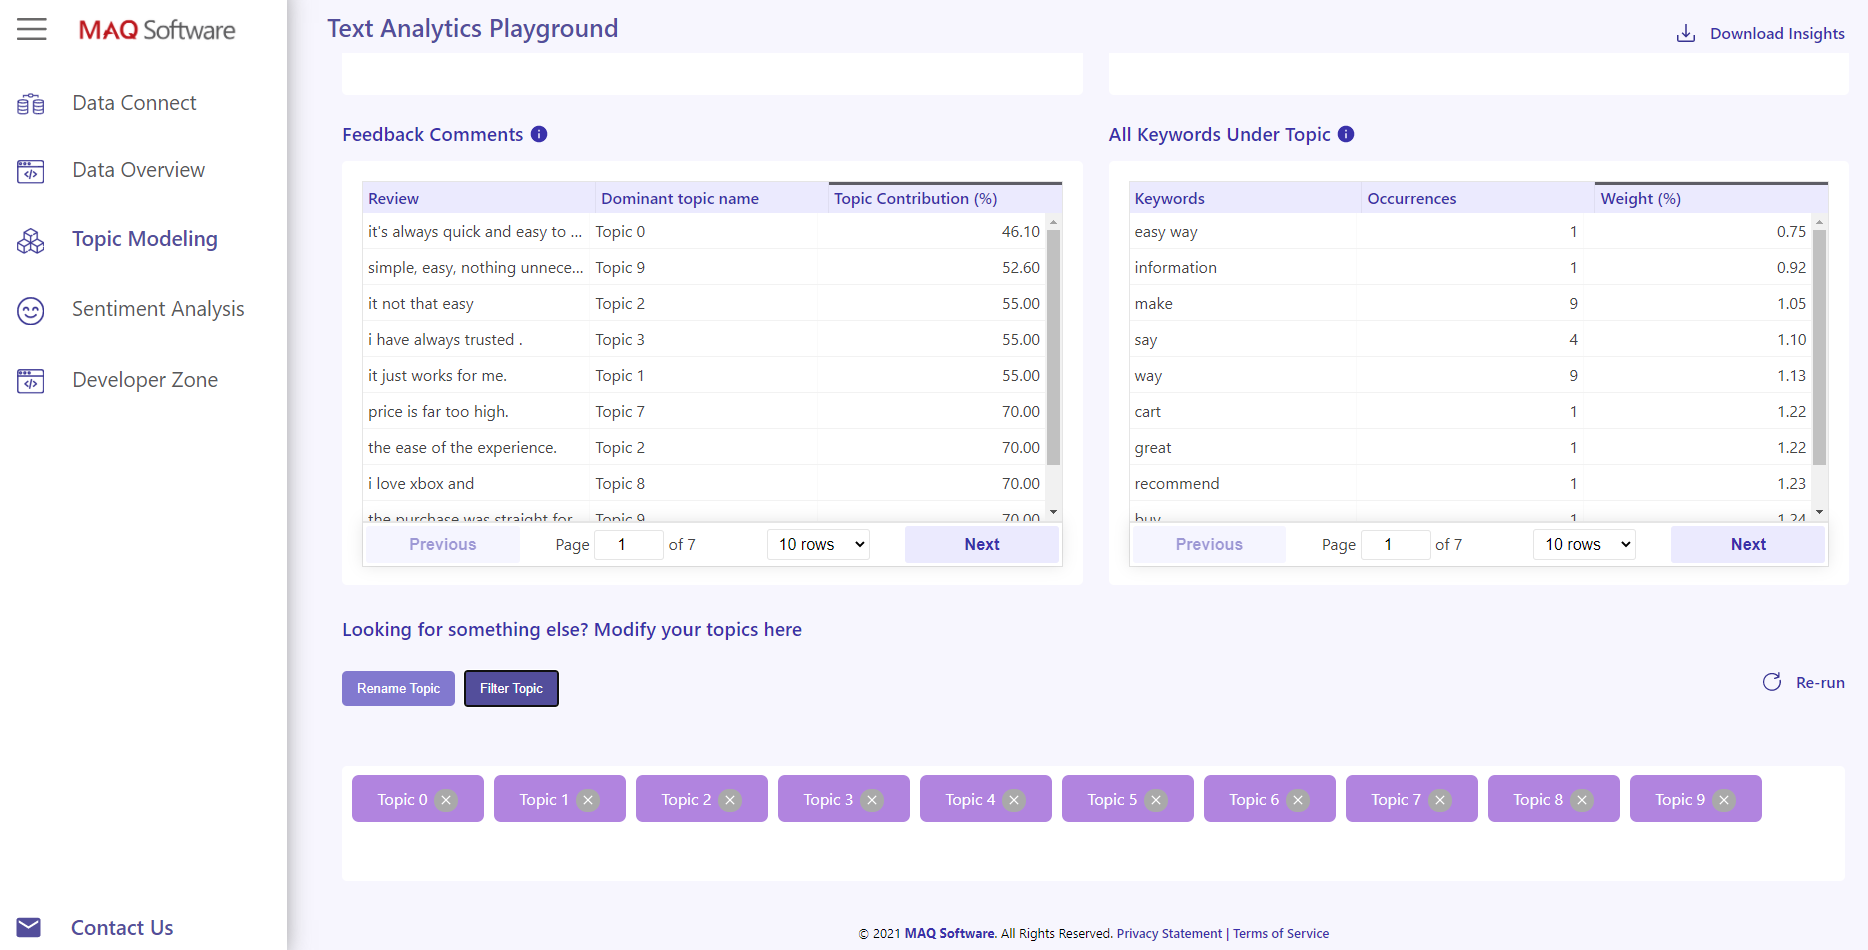 MAQ Software
Data Connect
Data Overview
Topic Modeling
Sentiment Analysis
Developer Zone
Contact Us
Text Analytics Playground
Download Insights
Feedback Comments
Review Dominant topic name Topic Contribution (%)
it's always quick and easy to ... Topic 0 46.10
simple, easy, nothing unnece... Topic 9 52.60
it not that easy Topic 2 55.00
i have always trusted . Topic 3 55.00
it just works for me. Topic 1 55.00
price is far too high. Topic 7 70.00
the ease of the experience. Topic 2 70.00
i love xbox and Topic 8 70.00
the purchase was straight for Topic 9 70.00
Previous Page 1 of 7 10 rows Next
All Keywords Under Topic
Keywords Occurrences Weight (%)
easy way 1 0.75
information 1 0.92
make 9 1.05
say 4 1.10
way 9 1.13
cart 1 1.22
great 1 1.22
recommend 1 1.23
buy 1 1.24
Previous Page 1 of 7 10 rows Next
Looking for something else? Modify your topics here
Rename Topic Filter Topic Re-run
Topic 0 Topic 1 Topic 2 Topic 3 Topic 4 Topic 5 Topic 6 Topic 7 Topic 8 Topic 9
© 2021 MAQ Software. All Rights Reserved. Privacy Statement | Terms of Service